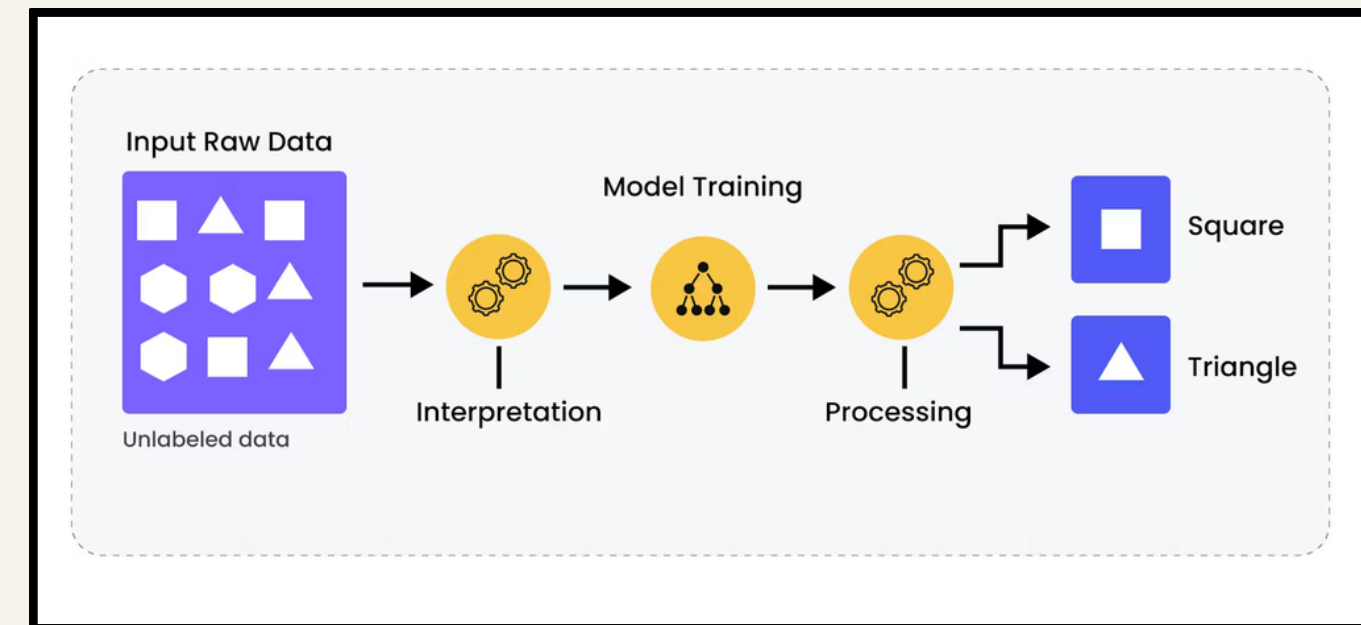 Input Raw Data
Model Training
Square
Triangle
Interpretation
Processing
Unlabeled data